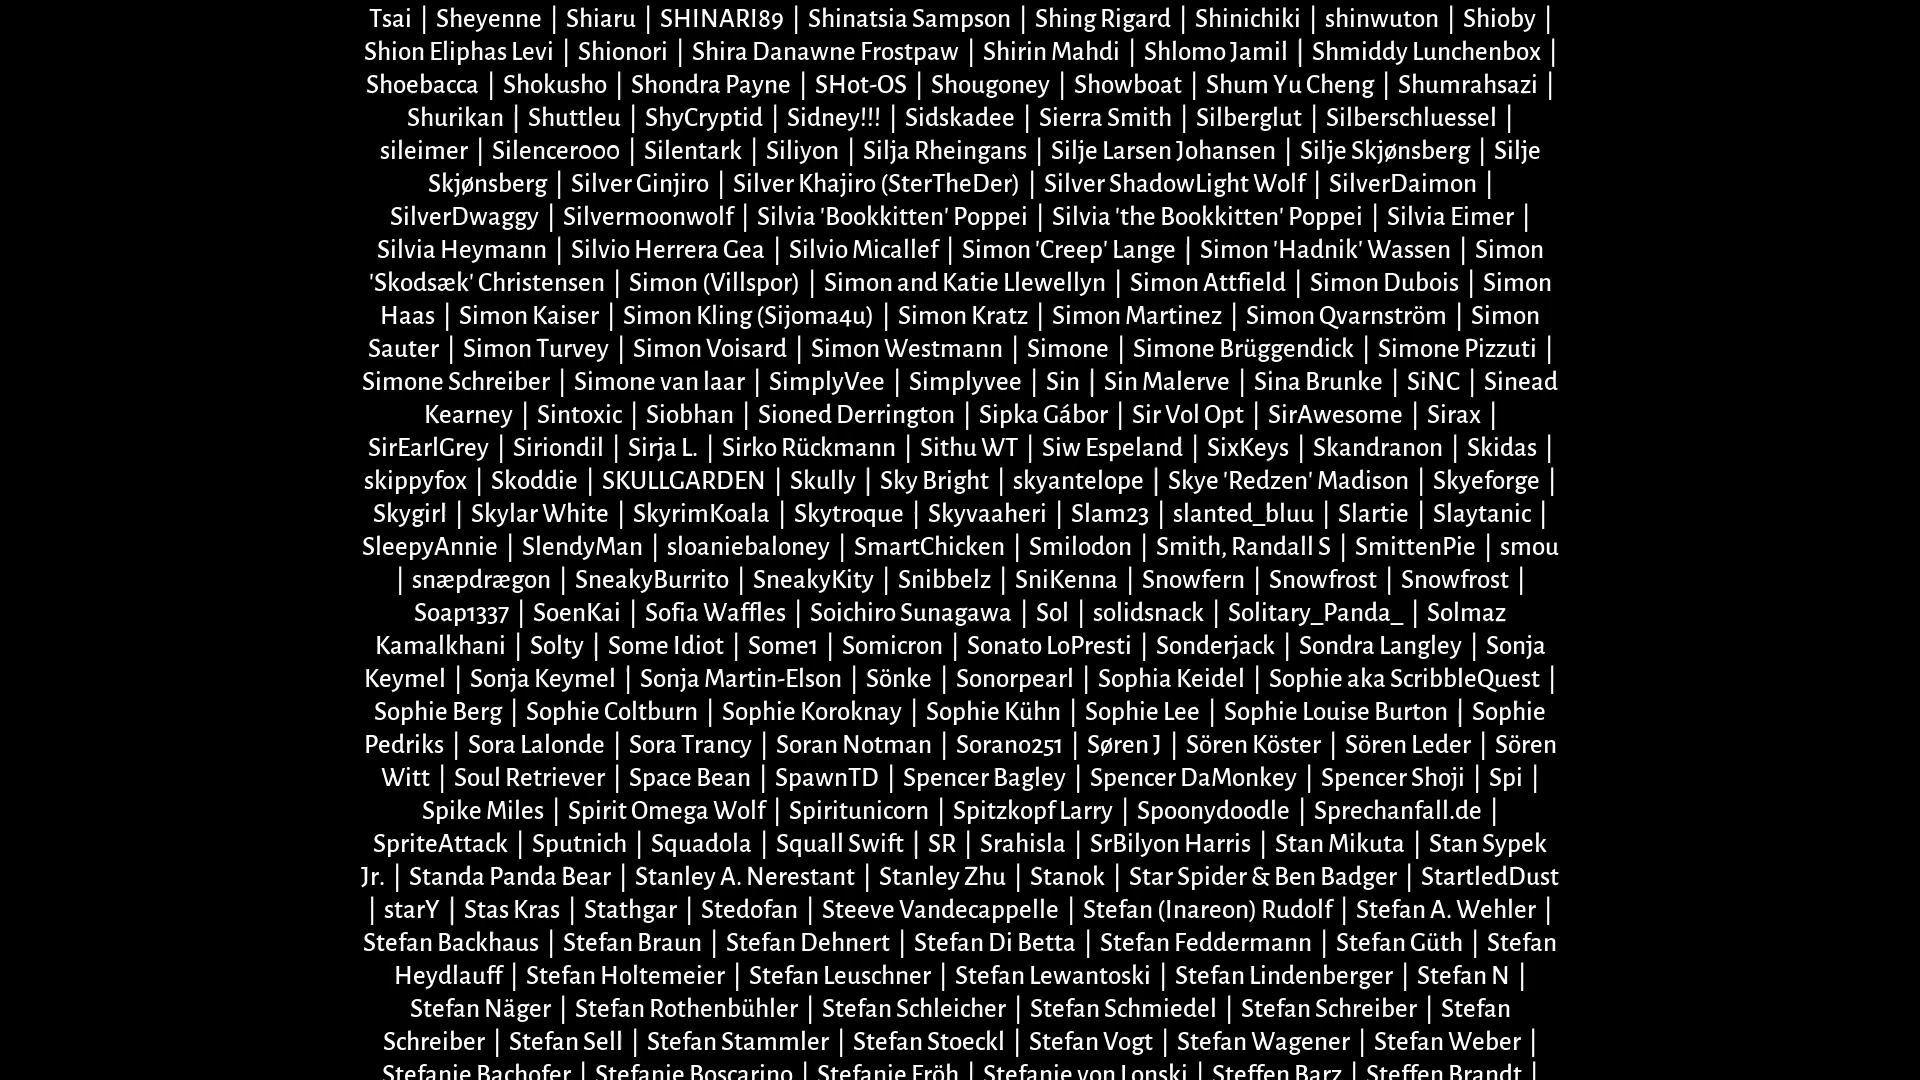 Tsai | Sheyenne | Shiaru | SHINARI89 | Shinatsia Sampson | Shing Rigard | Shinichiki | shinwuton | Shioby |
Shion Eliphas Levi | Shionori | Shira Danawne Frostpaw | Shirin Mahdi | Shlomo Jamil | Shmiddy Lunchenbox |
Shoebacca | Shokusho | Shondra Payne | SHot-OS | Shougoney | Showboat | Shum Yu Cheng | Shumrahsazi |
Shurikan | Shuttleu | ShyCryptid | Sidney!!! | Sidskadee | Sierra Smith | Silberglut | Silberschluessel |
sileimer | Silencer000 | Silentark | Siliyon | Silja Rheingans | Silje Larsen Johansen | Silje Skjønsberg | Silje
Skjønsberg | Silver Ginjiro | Silver Khajiro (SterTheDer) | Silver ShadowLight Wolf | SilverDaimon |
SilverDwaggy | Silvermoonwolf | Silvia 'Bookkitten' Poppei | Silvia 'the Bookkitten' Poppei | Silvia Eimer |
Silvia Heymann | Silvio Herrera Gea | Silvio Micallef | Simon 'Creep' Lange | Simon 'Hadnik' Wassen | Simon
'Skodsæk' Christensen | Simon (Villspor) | Simon and Katie Llewellyn | Simon Attfield | Simon Dubois | Simon
Haas | Simon Kaiser | Simon Kling (Sijoma4u) | Simon Kratz | Simon Martinez | Simon Qvarnström | Simon
Sauter | Simon Turvey | Simon Voisard | Simon Westmann | Simone | Simone Brüggendick | Simone Pizzuti |
Simone Schreiber | Simone van laar | SimplyVee | Simplyvee | Sin | Sin Malerve | Sina Brunke | SiNC | Sinead
Kearney | Sintoxic | Siobhan | Sioned Derrington | Sipka Gábor | Sir Vol Opt | SirAwesome | Sirax |
SirEarlGrey | Siriondil | Sirja L. | Sirko Rückmann | Sithu WT | Siw Espeland | SixKeys | Skandranon | Skidas |
skippyfox | Skoddie | SKULLGARDEN | Skully | Sky Bright | skyantelope | Skye 'Redzen' Madison | Skyeforge |
Skygirl | Skylar White | SkyrimKoala | Skytroque | Skyvaaheri | Slam23 | slanted_bluu | Slartie | Slaytanic |
SleepyAnnie | SlendyMan | sloaniebaloney | SmartChicken | Smilodon | Smith, Randall S | SmittenPie | smou
| snæpdrægon | SneakyBurrito | SneakyKity | Snibbelz | SniKenna | Snowfern | Snowfrost | Snowfrost |
Soap1337 | SoenKai | Sofia Waffles | Soichiro Sunagawa | Sol | solidsnack | Solitary_Panda_ | Solmaz
Kamalkhani | Solty | Some Idiot | Some1 | Somicron | Sonato LoPresti | Sonderjack | Sondra Langley | Sonja
Keymel | Sonja Keymel | Sonja Martin-Elson | Sönke | Sonorpearl | Sophia Keidel | Sophie aka ScribbleQuest |
Sophie Berg | Sophie Coltburn | Sophie Koroknay | Sophie Kühn | Sophie Lee | Sophie Louise Burton | Sophie
Pedriks | Sora Lalonde | Sora Trancy | Soran Notman | Sorano251 | Søren J | Sören Köster | Sören Leder | Sören
Witt | Soul Retriever | Space Bean | SpawnTD | Spencer Bagley | Spencer DaMonkey | Spencer Shoji | Spi |
Spike Miles | Spirit Omega Wolf | Spiritunicorn | Spitzkopf Larry | Spoonydoodle | Sprechanfall.de |
SpriteAttack | Sputnich | Squadola | Squall Swift | SR | Srahisla | SrBilyon Harris | Stan Mikuta | Stan Sypek
Jr. | Standa Panda Bear | Stanley A. Nerestant | Stanley Zhu | Stanok | Star Spider & Ben Badger | StartledDust
| starY | Stas Kras | Stathgar | Stedofan | Steeve Vandecappelle | Stefan (Inareon) Rudolf | Stefan A. Wehler |
Stefan Backhaus | Stefan Braun | Stefan Dehnert | Stefan Di Betta | Stefan Feddermann | Stefan Güth | Stefan
Heydlauff | Stefan Holtemeier | Stefan Leuschner | Stefan Lewantoski | Stefan Lindenberger | Stefan N |
Stefan Näger | Stefan Rothenbühler | Stefan Schleicher | Stefan Schmiedel | Stefan Schreiber | Stefan
Schreiber | Stefan Sell | Stefan Stammler | Stefan Stoeckl | Stefan Vogt | Stefan Wagener | Stefan Weber |
Stefanie Bachofer | Stefanie Boscarino | Stefanie Fröh | Stefanie von Lonski | Steffen Barz | Steffen Brandt |